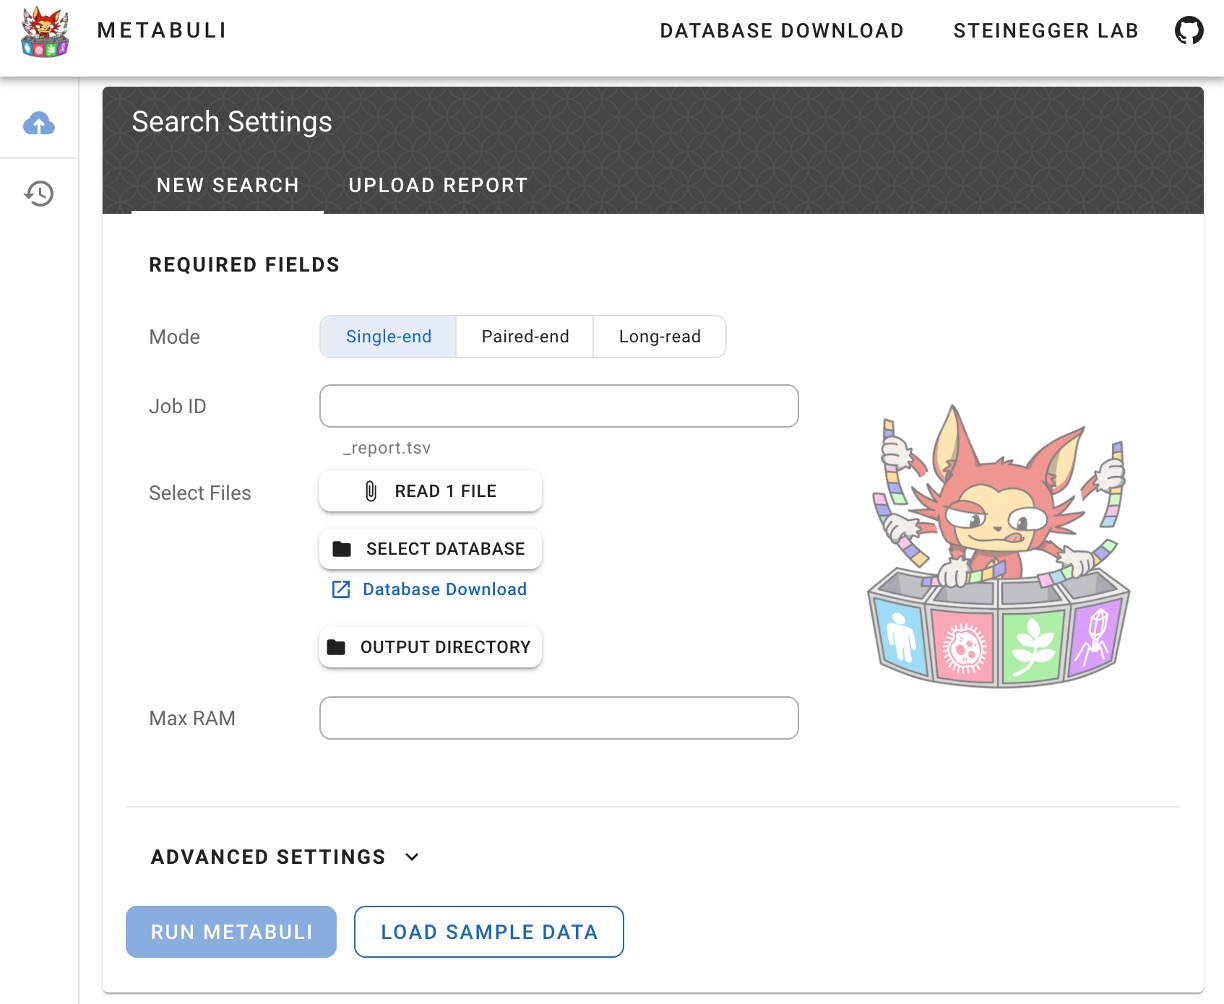 METABULI
DATABASE DOWNLOAD
STEINEGGER LAB
Search Settings
NEW SEARCH
UPLOAD REPORT
REQUIRED FIELDS
Mode
Single-end
Paired-end
Long-read
Job ID
_report.tsv
Select Files
READ 1 FILE
SELECT DATABASE
Database Download
OUTPUT DIRECTORY
Max RAM
ADVANCED SETTINGS
RUN METABULI
LOAD SAMPLE DATA